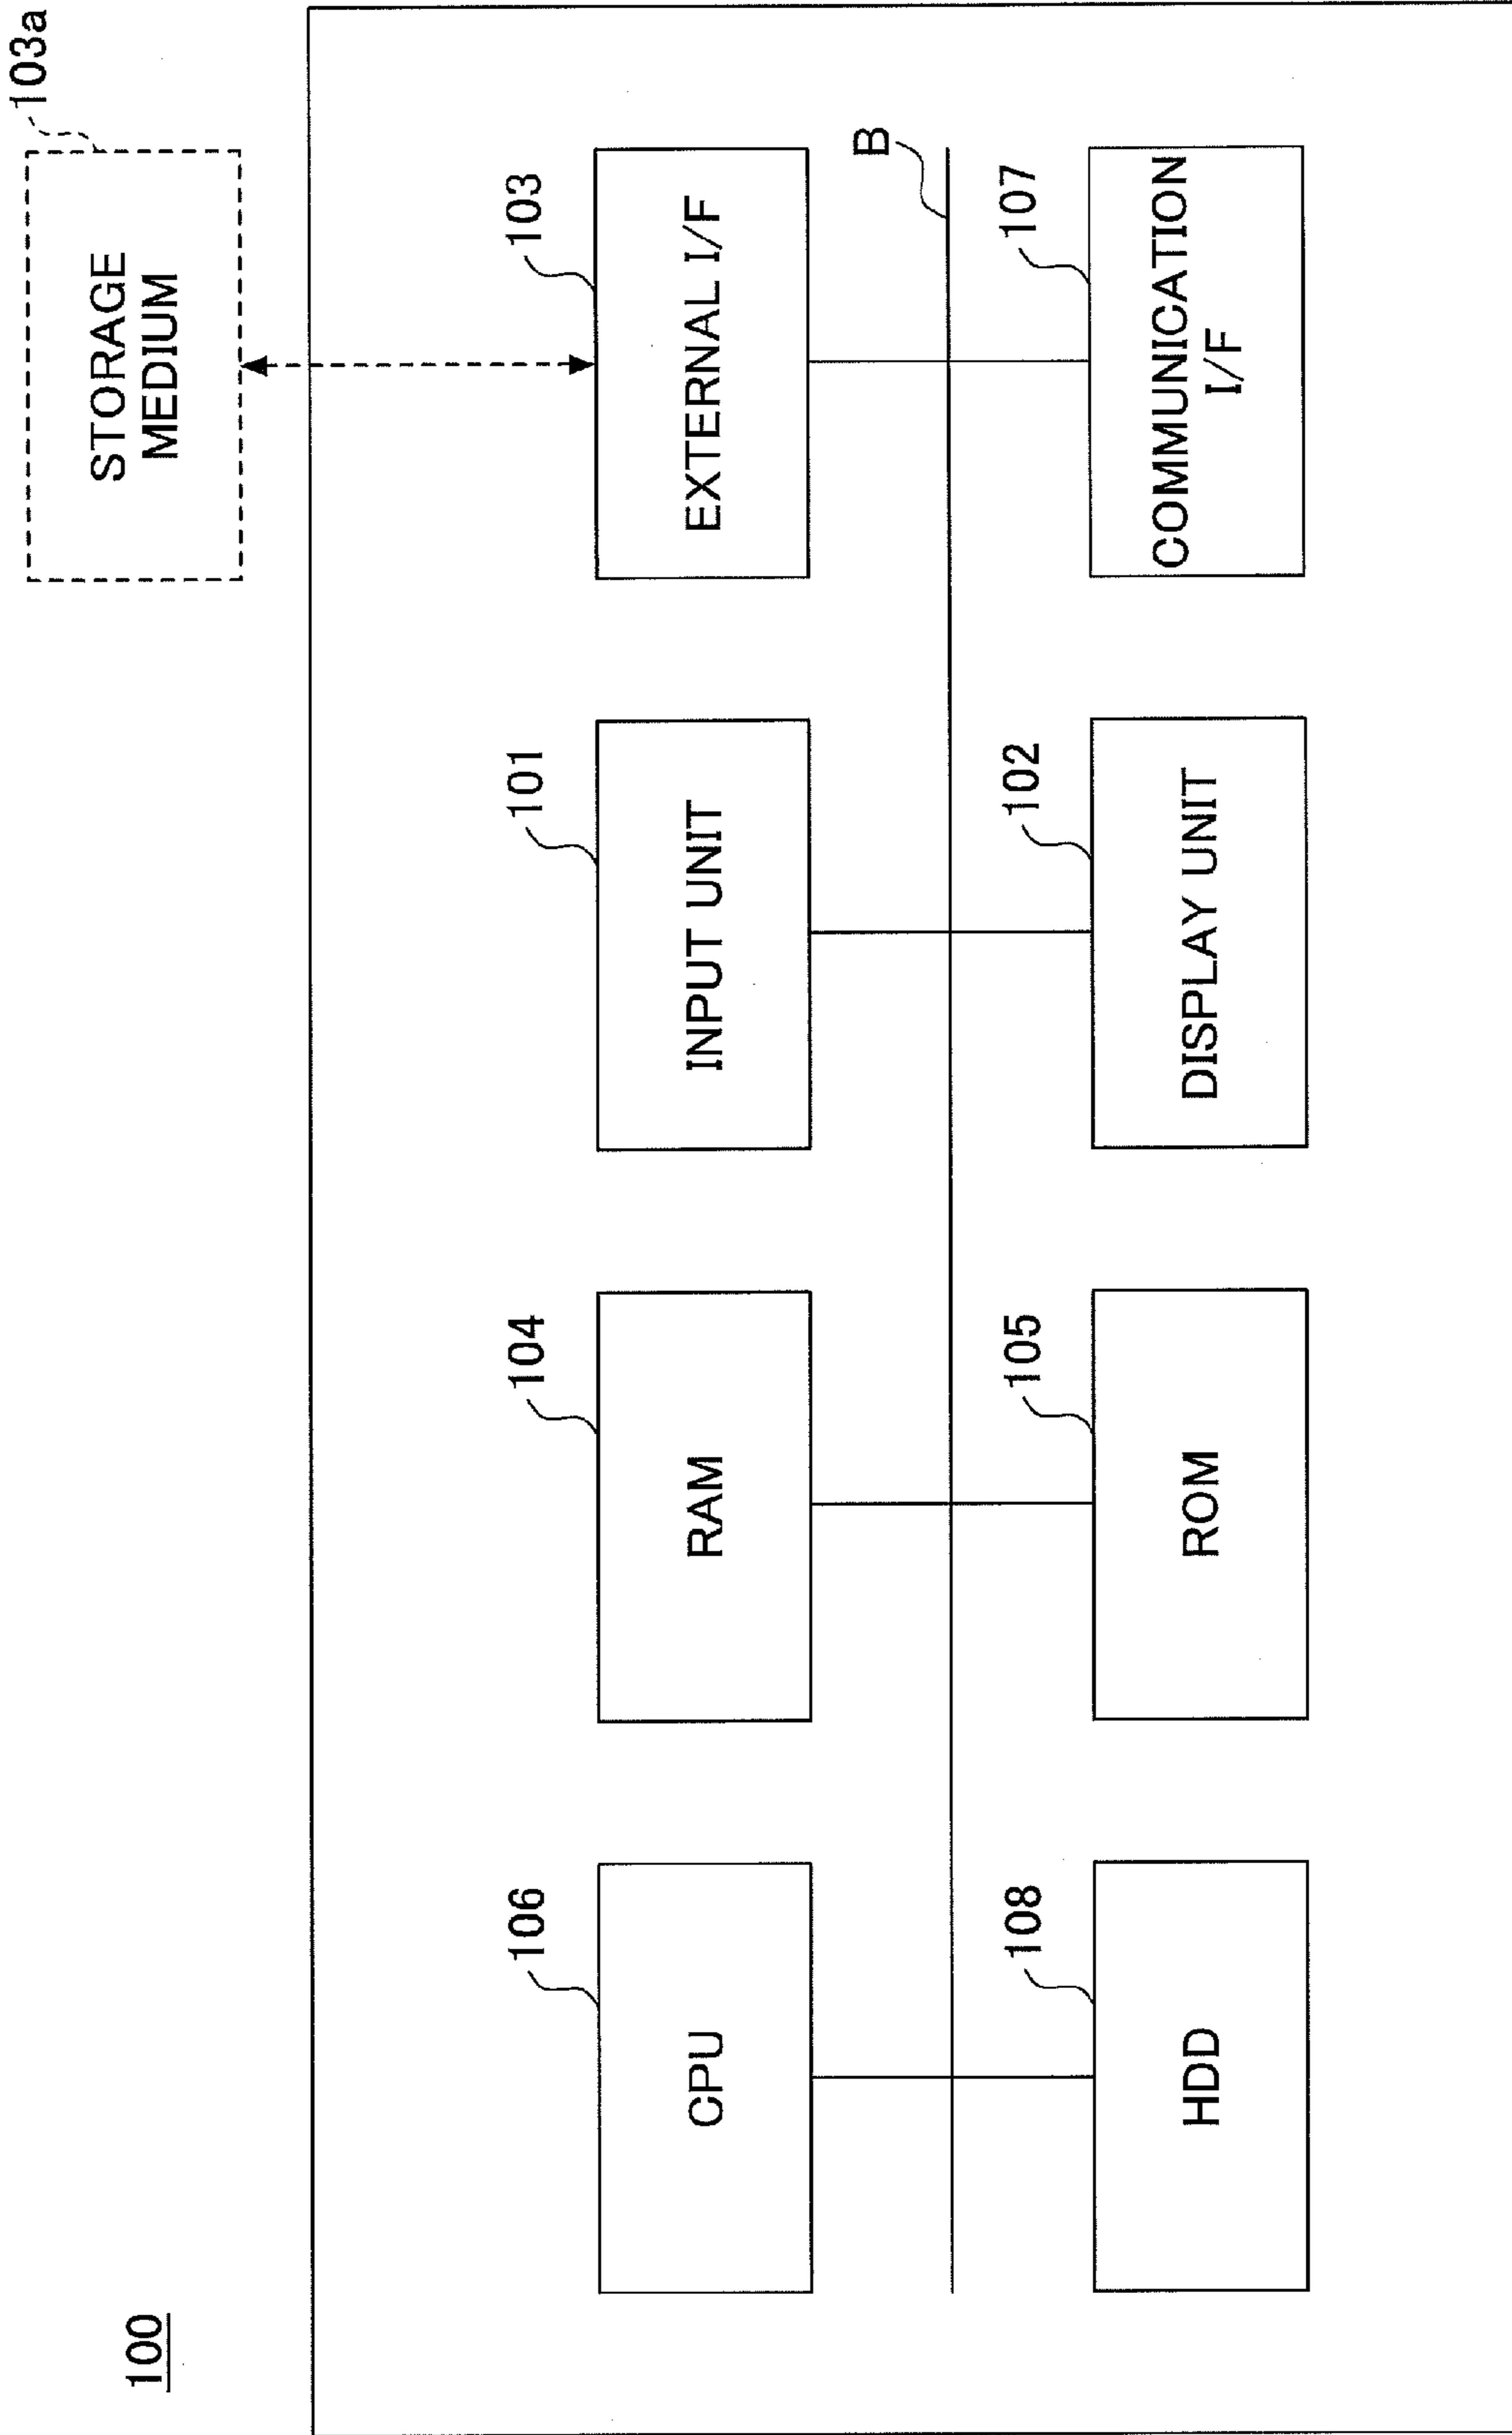 100
103a
STORAGE
MEDIUM
106
CPU
104
RAM
101
INPUT UNIT
103
EXTERNAL I/F
B
108
HDD
105
ROM
102
DISPLAY UNIT
107
COMMUNICATION
I/F